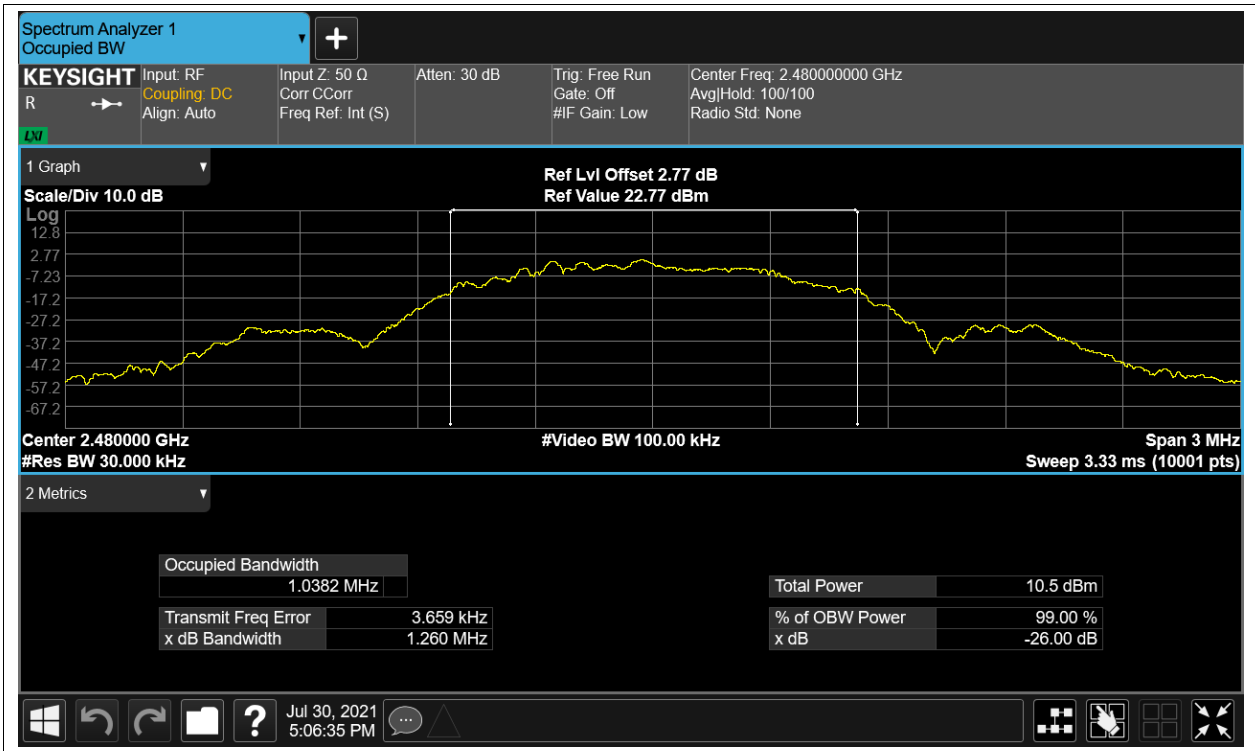 Spectrum Analyzer 1
Occupied BW
KEYSIGHT
R
LXI
Input: RF
Coupling: DC
Align: Auto
Input Z: 50 Ω
Corr CCorr
Freq Ref: Int (S)
Atten: 30 dB
Trig: Free Run
Gate: Off
#IF Gain: Low
Center Freq: 2.480000000 GHz
Avg|Hold: 100/100
Radio Std: None
1 Graph
Scale/Div 10.0 dB
Ref Lvl Offset 2.77 dB
Ref Value 22.77 dBm
Log
12.8
2.77
-7.23
-17.2
-27.2
-37.2
-47.2
-57.2
-67.2
Center 2.480000 GHz
#Video BW 100.00 kHz
Span 3 MHz
#Res BW 30.000 kHz
Sweep 3.33 ms (10001 pts)
2 Metrics
Occupied Bandwidth
1.0382 MHz
Total Power 10.5 dBm
Transmit Freq Error 3.659 kHz
% of OBW Power 99.00 %
x dB Bandwidth 1.260 MHz
x dB -26.00 dB
?
Jul 30, 2021
5:06:35 PM